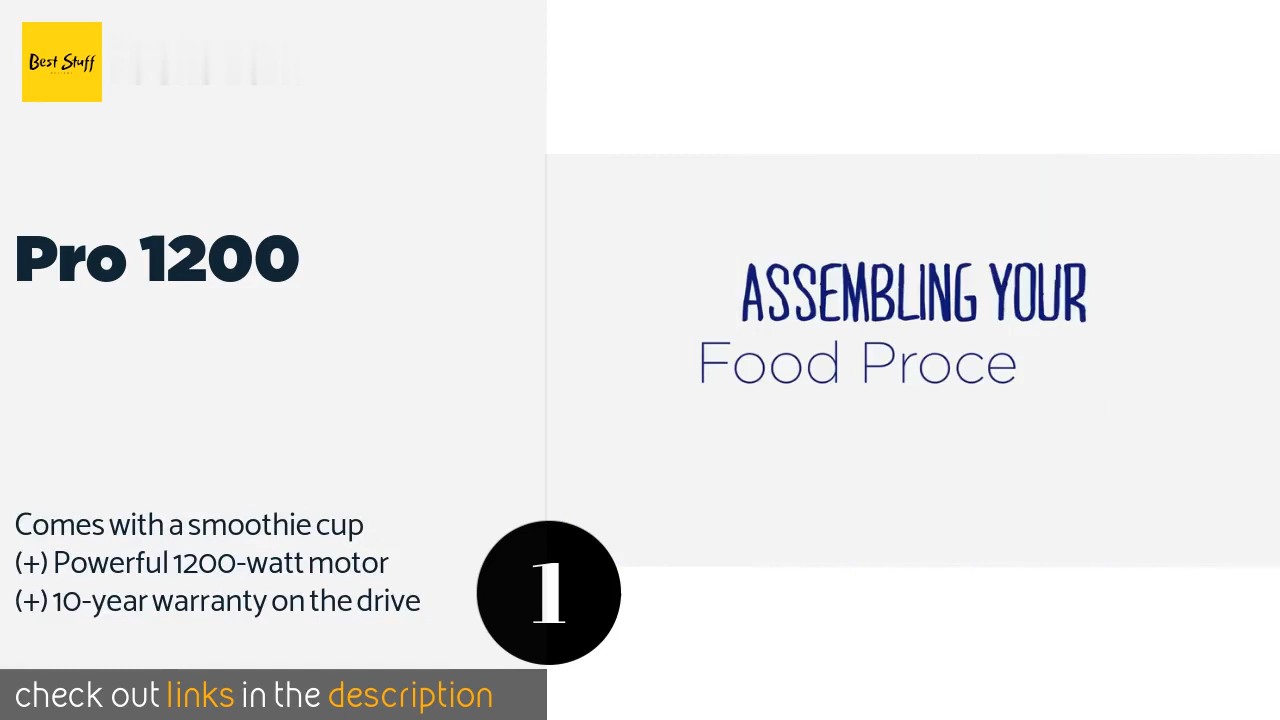 Best Stuff
Pro 1200
ASSEMBLING YOUR
Food Proce
Comes with a smoothie cup
(+) Powerful 1200-watt motor
(+) 10-year warranty on the drive
1
check out links in the description